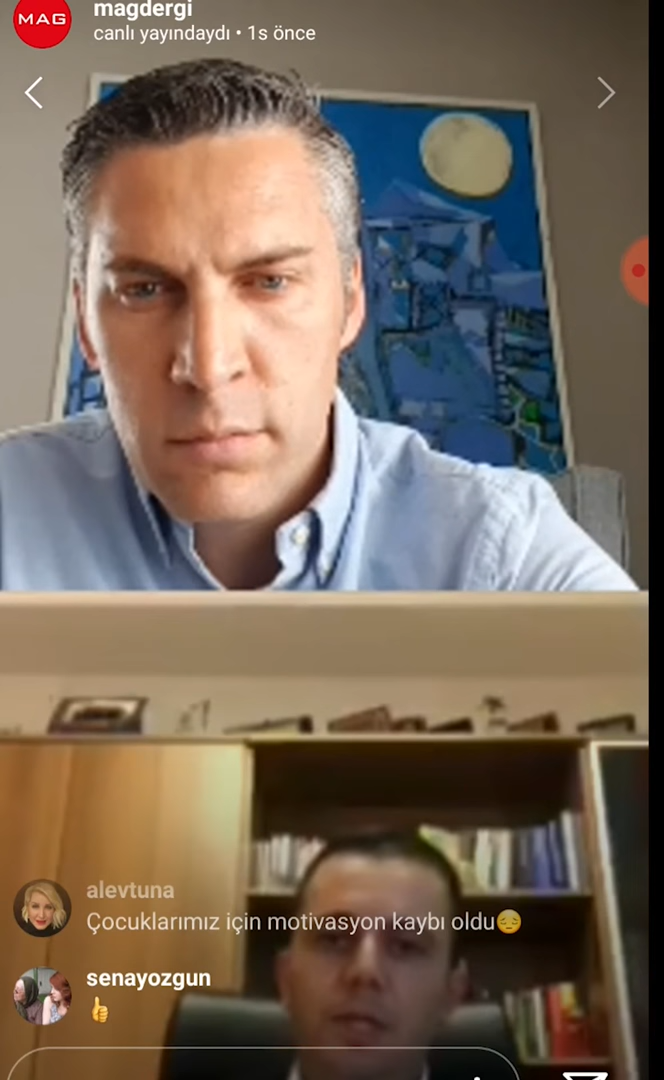 MAG
magdergi
canlı yayındaydı • 1s önce
alevtuna
Çocuklarımız için motivasyon kaybı oldu😔
senayozgun
👍